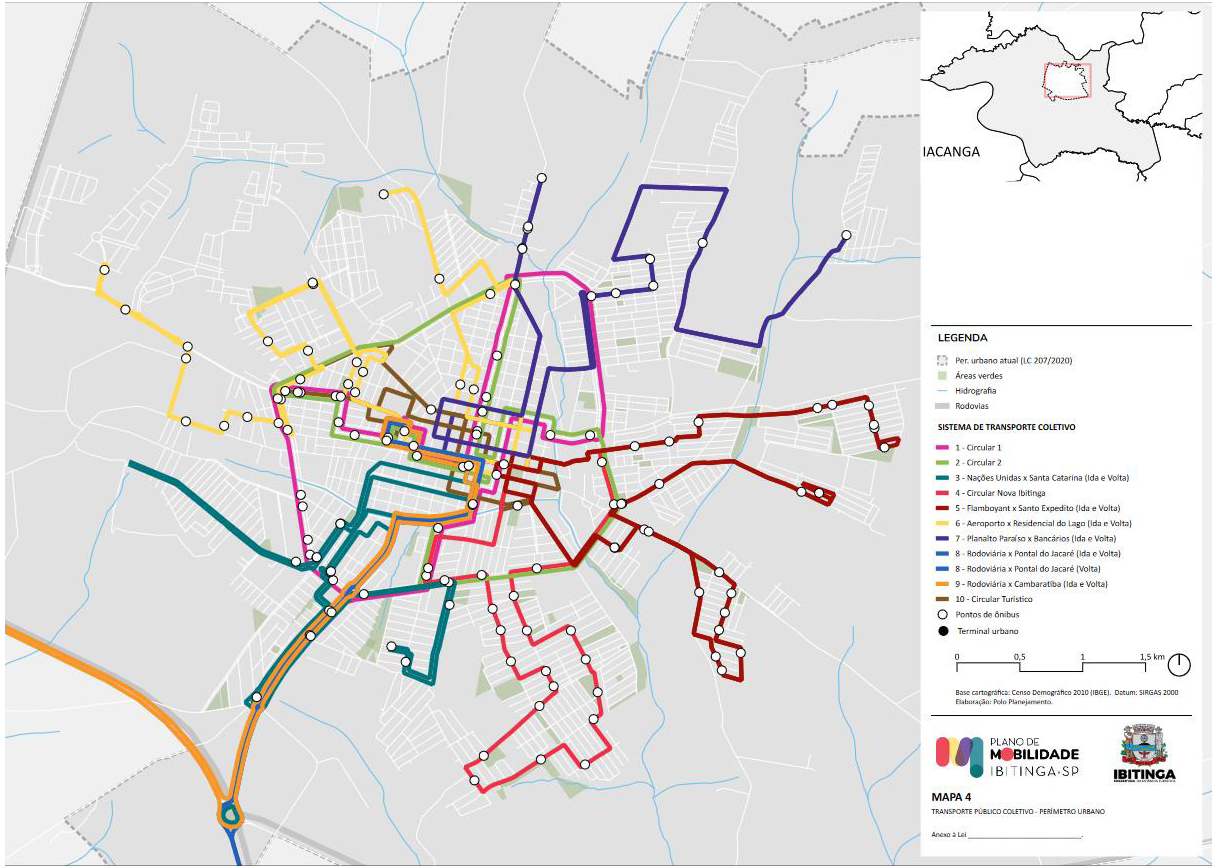 IACANGA
LEGENDA
Per. urbano atual (LC 207/2020)
Áreas verdes
Hidrografia
Rodovias
SISTEMA DE TRANSPORTE COLETIVO
1 - Circular 1
2 - Circular 2
3 - Nações Unidas x Santa Catarina (Ida e Volta)
4 - Circular Nova Ibitinga
5 - Flamboyant x Santo Expedito (Ida e Volta)
6 - Aeroporto x Residencial do Lago (Ida e Volta)
7 - Planalto Paraíso x Bancários (Ida e Volta)
8 - Rodoviária x Pontal do Jacaré (Ida e Volta)
8 - Rodoviária x Pontal do Jacaré (Volta)
9 - Rodoviária x Cambaratiba (Ida e Volta)
10 - Circular Turístico
Pontos de ônibus
Terminal urbano
0 0,5 1 1,5 km
Base cartográfica: Censo Demográfico 2010 (IBGE). Datum: SIRGAS 2000
Elaboração: Polo Planejamento.
PLANO DE
MOBILIDADE
IBITINGA·SP
IBITINGA
MAPA 4
TRANSPORTE PÚBLICO COLETIVO - PERÍMETRO URBANO
Anexo à Lei ____________________________.